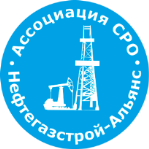 Ассоциация СРО
Нефтегазстрой-Альянс